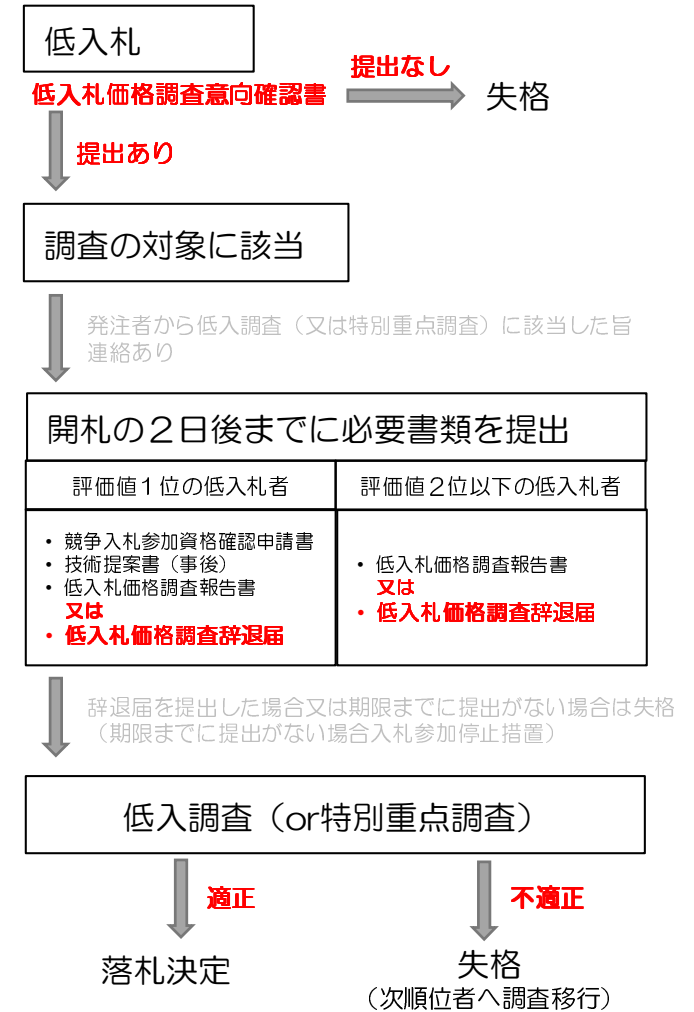 低入札
低入札価格調査意向確認書
提出なし
失格
提出あり
調査の対象に該当
発注者から低入調査（又は特別重点調査）に該当した旨
連絡あり
開札の２日後までに必要書類を提出
評価値１位の低入札者
評価値２位以下の低入札者
・競争入札参加資格確認申請書
・技術提案書（事後）
・低入札価格調査報告書
又は
・低入札価格調査辞退届
・低入札価格調査報告書
又は
・低入札価格調査辞退届
辞退届を提出した場合又は期限までに提出がない場合は失格
（期限までに提出がない場合入札参加停止措置）
低入調査（or特別重点調査）
適正
不適正
落札決定
失格
（次順位者へ調査移行）